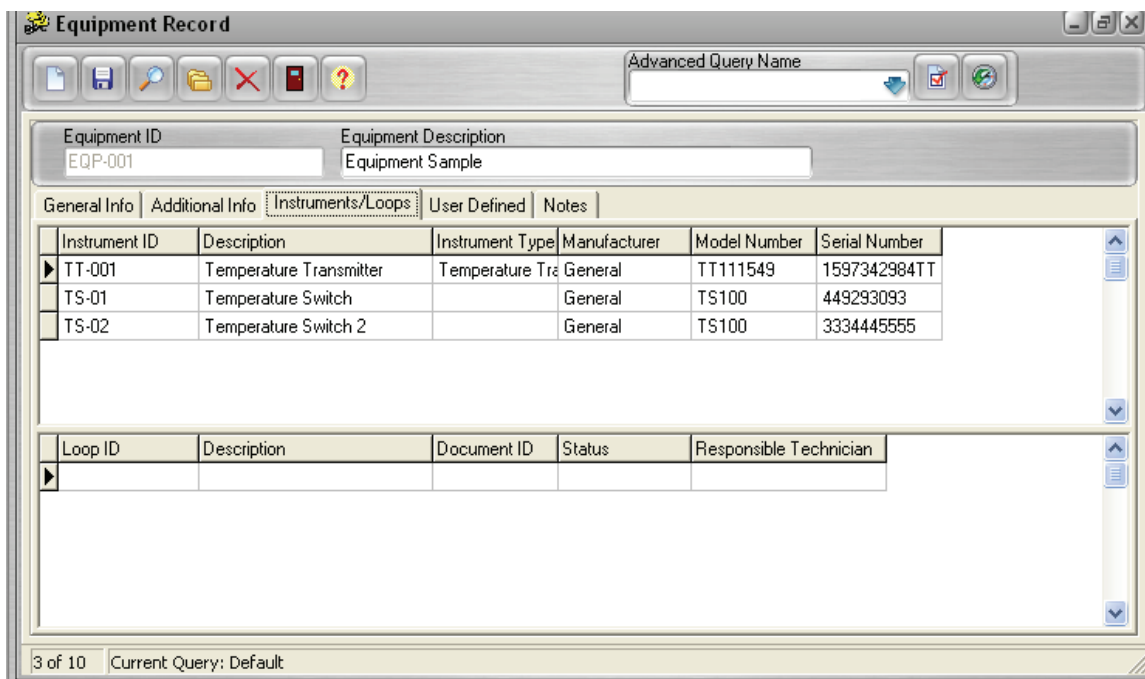 Equipment Record
Advanced Query Name
Equipment ID Equipment Description
EQP-001 Equipment Sample
General Info Additional Info Instruments/Loops User Defined Notes
Instrument ID Description Instrument Type Manufacturer Model Number Serial Number
TT-001 Temperature Transmitter Temperature Tra General TT111549 1597342984TT
TS-01 Temperature Switch General TS100 449293093
TS-02 Temperature Switch 2 General TS100 3334445555
Loop ID Description Document ID Status Responsible Technician
3 of 10 Current Query: Default